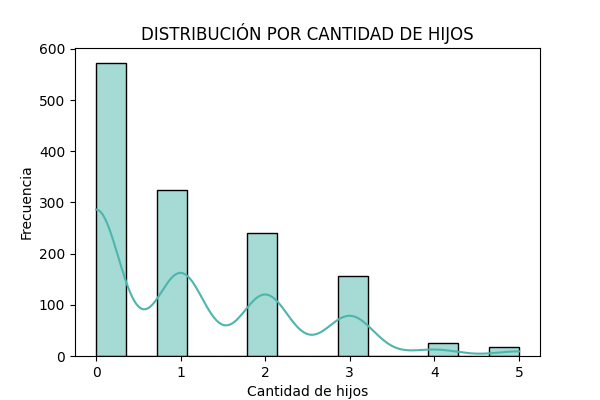 DISTRIBUCIÓN POR CANTIDAD DE HIJOS
600
500
400
300
200
100
0
Frecuencia
0 1 2 3 4 5
Cantidad de hijos